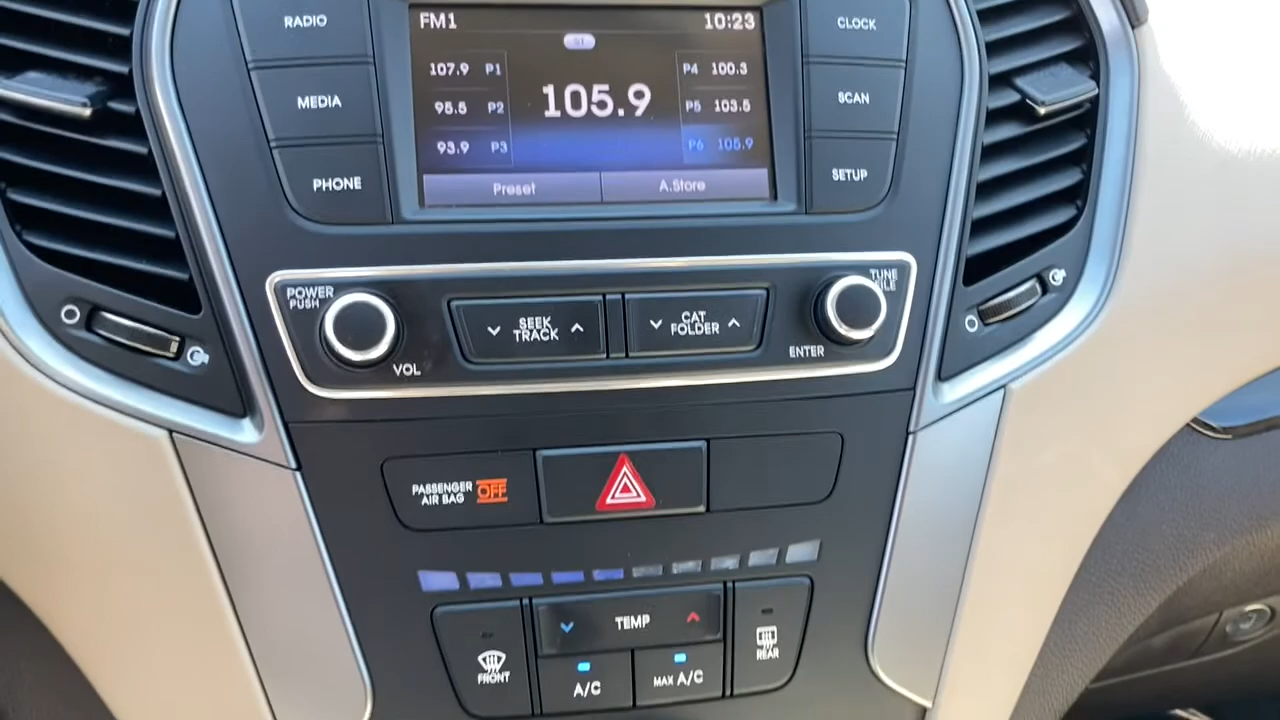 RADIO
FM1
10:23
CLOCK
ST
107.9 P1
P4 100.3
MEDIA
95.5 P2
105.9
P5 103.5
SCAN
93.9 P3
P6 105.9
PHONE
Preset
A.Store
SETUP
POWER
PUSH
VOL
SEEK
TRACK
CAT
FOLDER
TUNE
ENTER
PASSENGER
AIR BAG
OFF
TEMP
FRONT
A/C
MAX A/C
REAR